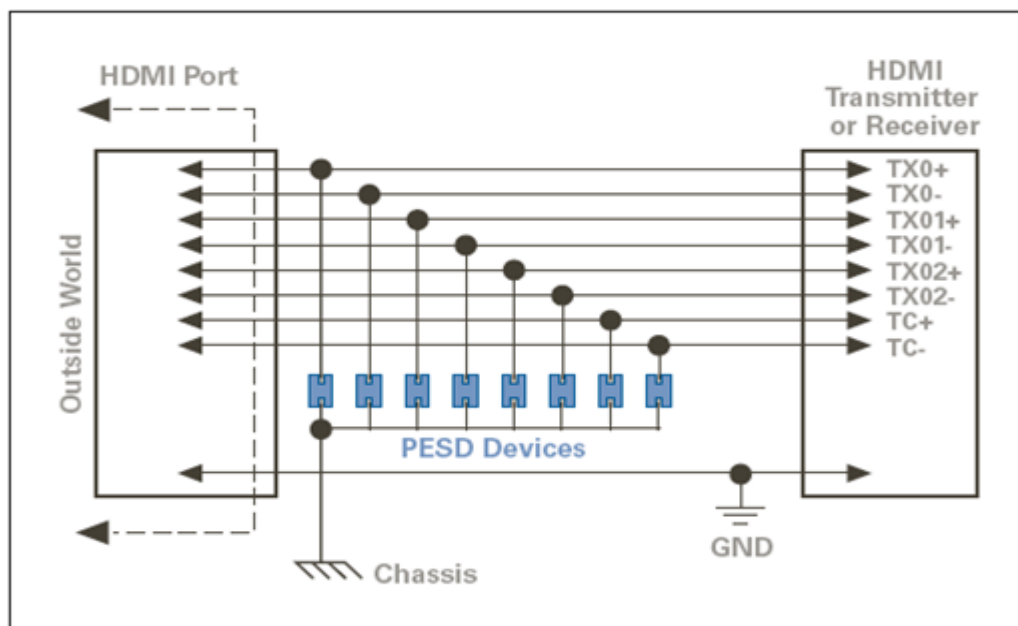 HDMI Port
HDMI
Transmitter
or Receiver
Outside World
TX0+
TX0-
TX01+
TX01-
TX02+
TX02-
TC+
TC-
PESD Devices
GND
Chassis